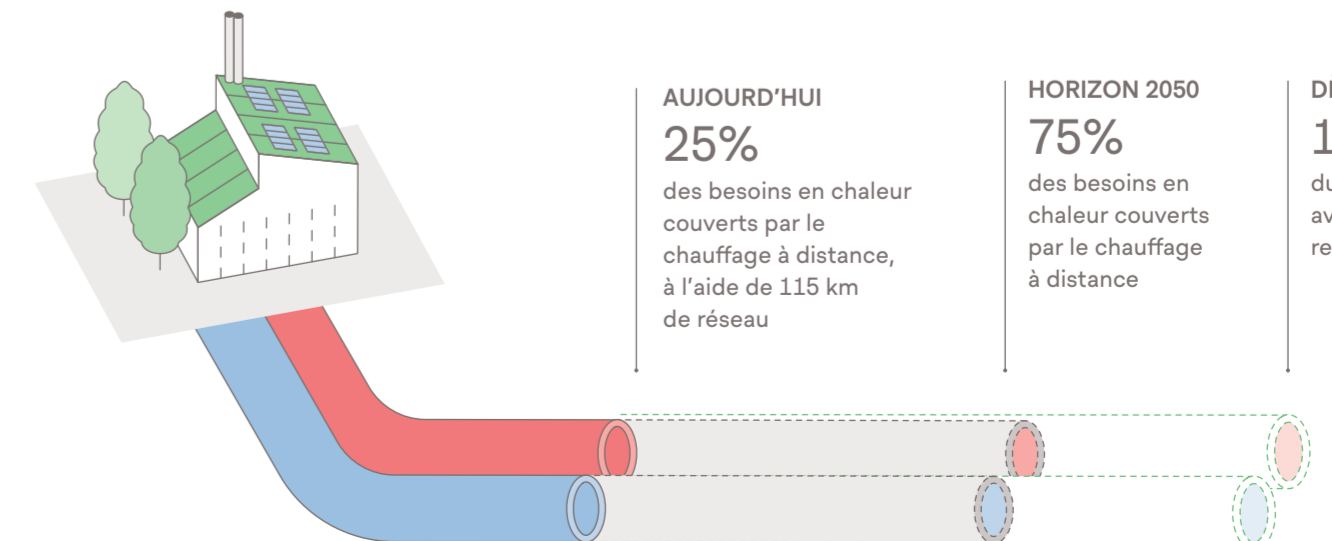 AUJOURD'HUI
25%
des besoins en chaleur
couverts par le
chauffage à distance,
à l'aide de 115 km
de réseau
HORIZON 2050
75%
des besoins en
chaleur couverts
par le chauffage
à distance